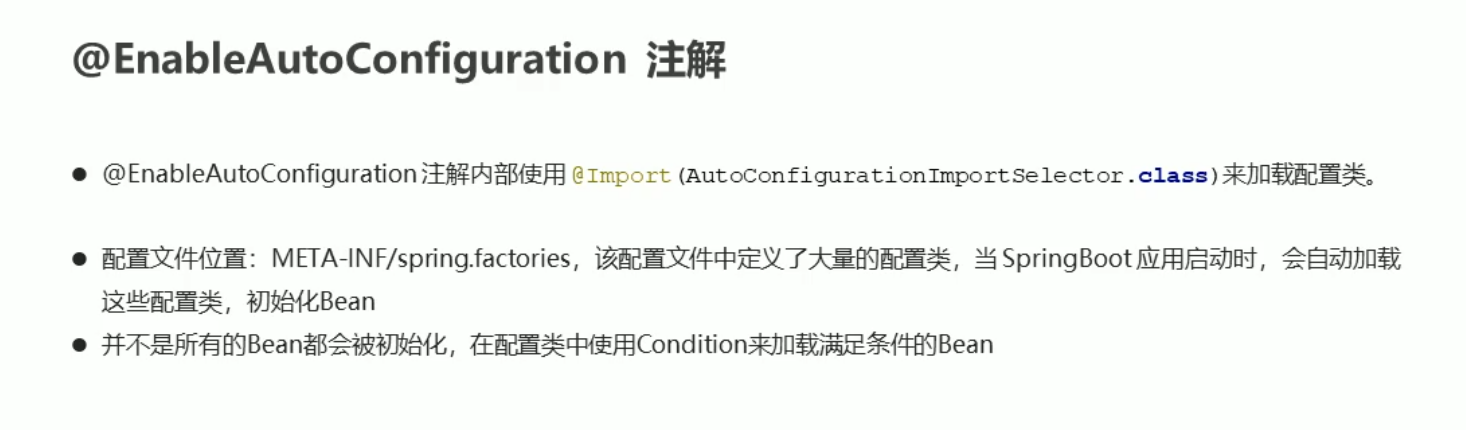 @EnableAutoConfiguration 注解
● @EnableAutoConfiguration 注解内部使用 @Import(AutoConfigurationImportSelector.class)来加载配置类。
● 配置文件位置：META-INF/spring.factories，该配置文件中定义了大量的配置类，当 SpringBoot 应用启动时，会自动加载
这些配置类，初始化Bean
● 并不是所有的Bean都会被初始化，在配置类中使用Condition来加载满足条件的Bean